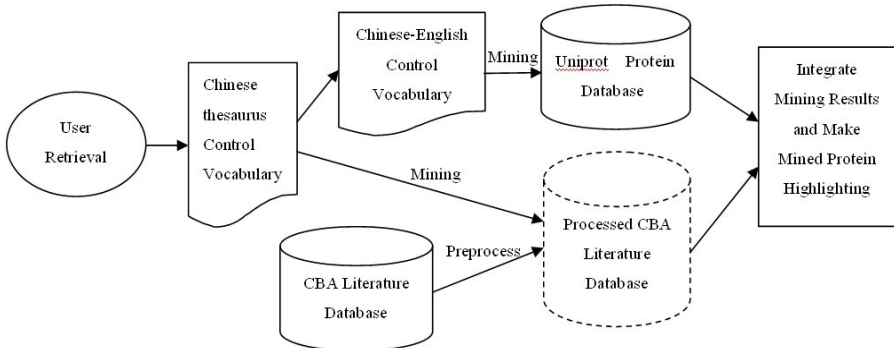 User
Retrieval
Chinese
thesaurus
Control
Vocabulary
Chinese-English
Control
Vocabulary
Mining
Uniprot Protein
Database
Mining
Preprocess
CBA Literature
Database
Processed CBA
Literature
Database
Integrate
Mining Results
and Make
Mined Protein
Highlighting